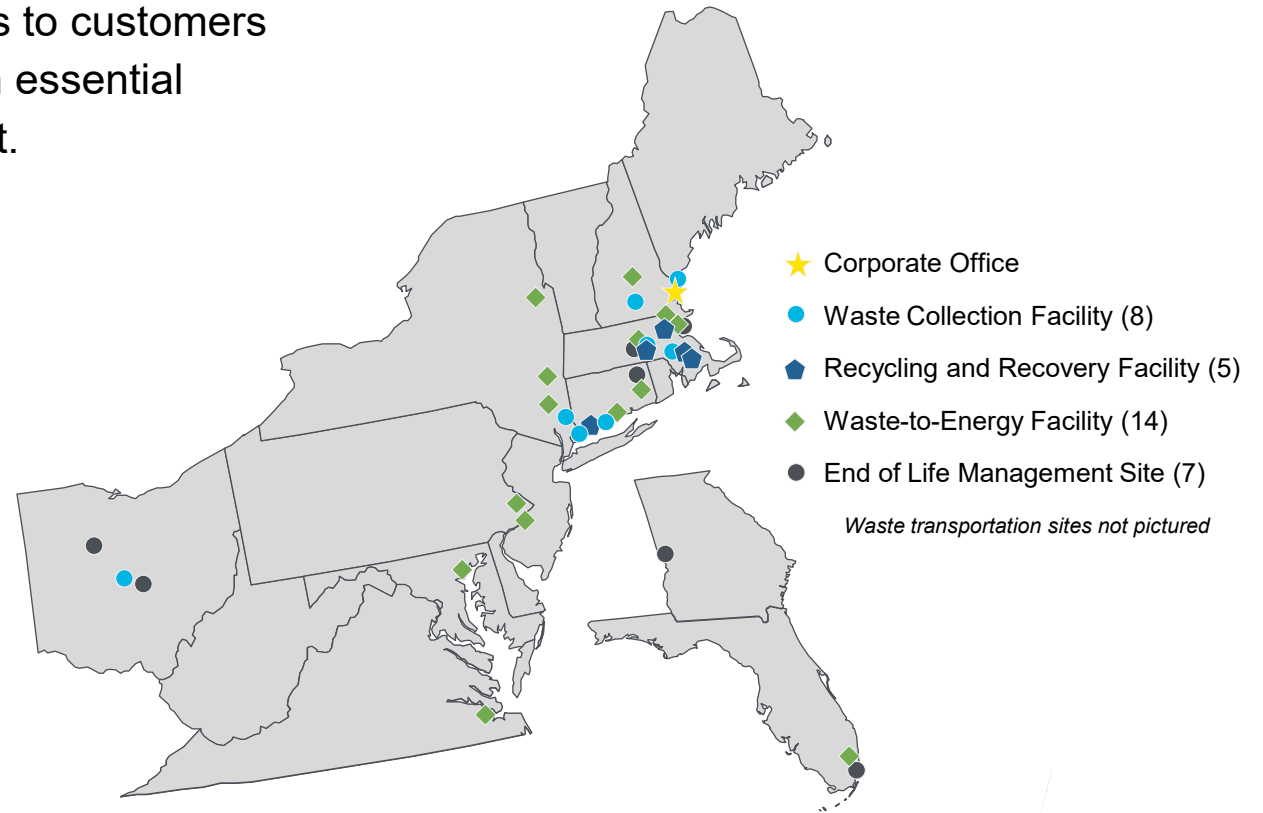 s to customers
essential
t.
Corporate Office
Waste Collection Facility (8)
Recycling and Recovery Facility (5)
Waste-to-Energy Facility (14)
End of Life Management Site (7)
Waste transportation sites not pictured